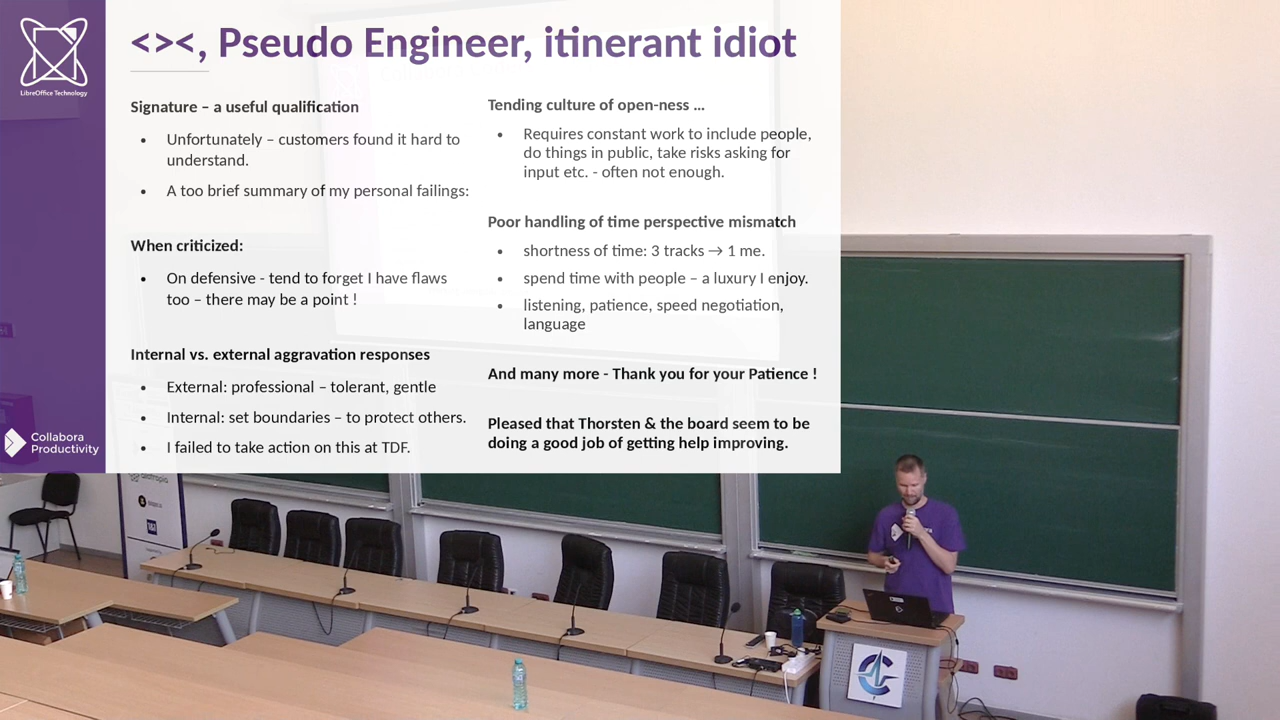 <><, Pseudo Engineer, itinerant idiot
LibreOffice Technology
Signature – a useful qualification
• Unfortunately – customers found it hard to
understand.
• A too brief summary of my personal failings:
When criticized:
• On defensive - tend to forget I have flaws
too – there may be a point !
Internal vs. external aggravation responses
• External: professional – tolerant, gentle
• Internal: set boundaries – to protect others.
• I failed to take action on this at TDF.
Tending culture of open-ness ...
• Requires constant work to include people,
do things in public, take risks asking for
input etc. - often not enough.
Poor handling of time perspective mismatch
• shortness of time: 3 tracks → 1 me.
• spend time with people – a luxury I enjoy.
• listening, patience, speed negotiation,
language
And many more - Thank you for your Patience !
Pleased that Thorsten & the board seem to be
doing a good job of getting help improving.
Collabora
Productivity